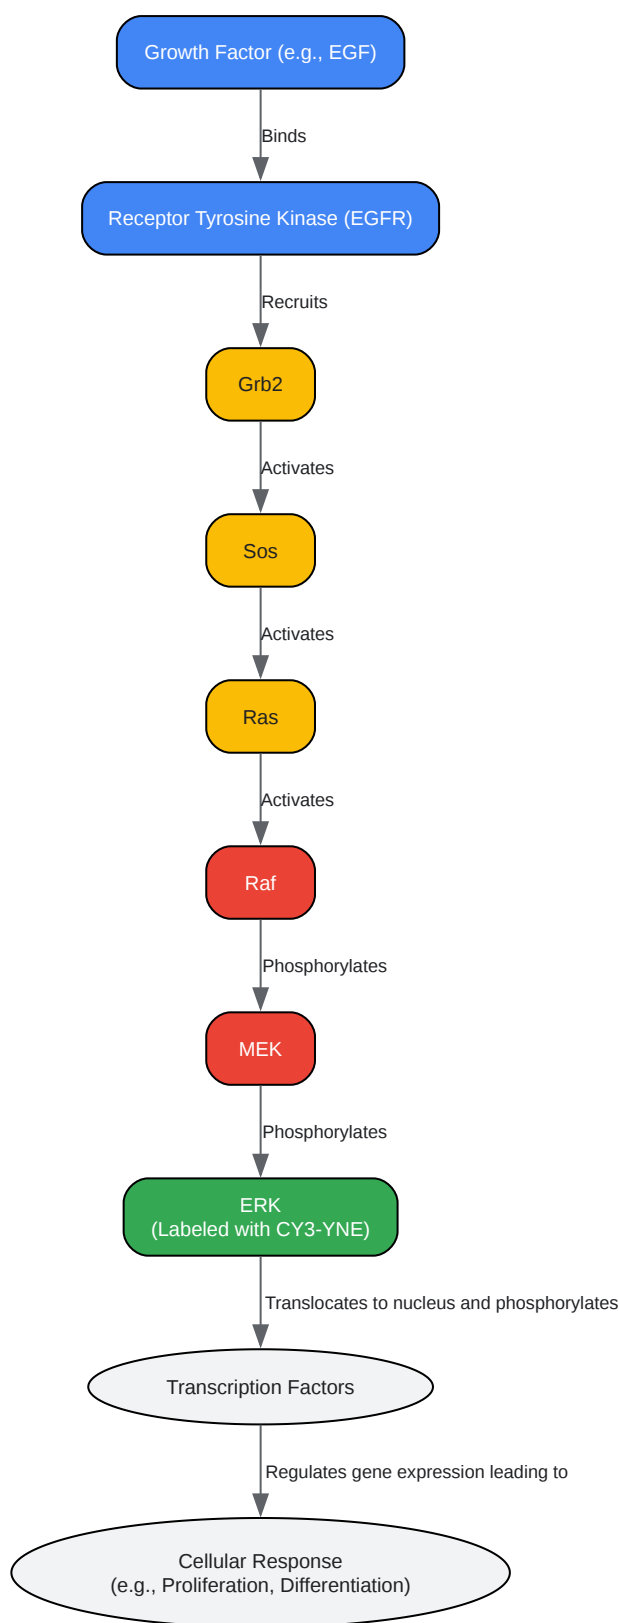 Growth Factor (e.g., EGF)
Binds
Receptor Tyrosine Kinase (EGFR)
Recruits
Grb2
Activates
Sos
Activates
Ras
Activates
Raf
Phosphorylates
MEK
Phosphorylates
ERK
(Labeled with CY3-YNE)
Translocates to nucleus and phosphorylates
Transcription Factors
Regulates gene expression leading to
Cellular Response
(e.g., Proliferation, Differentiation)